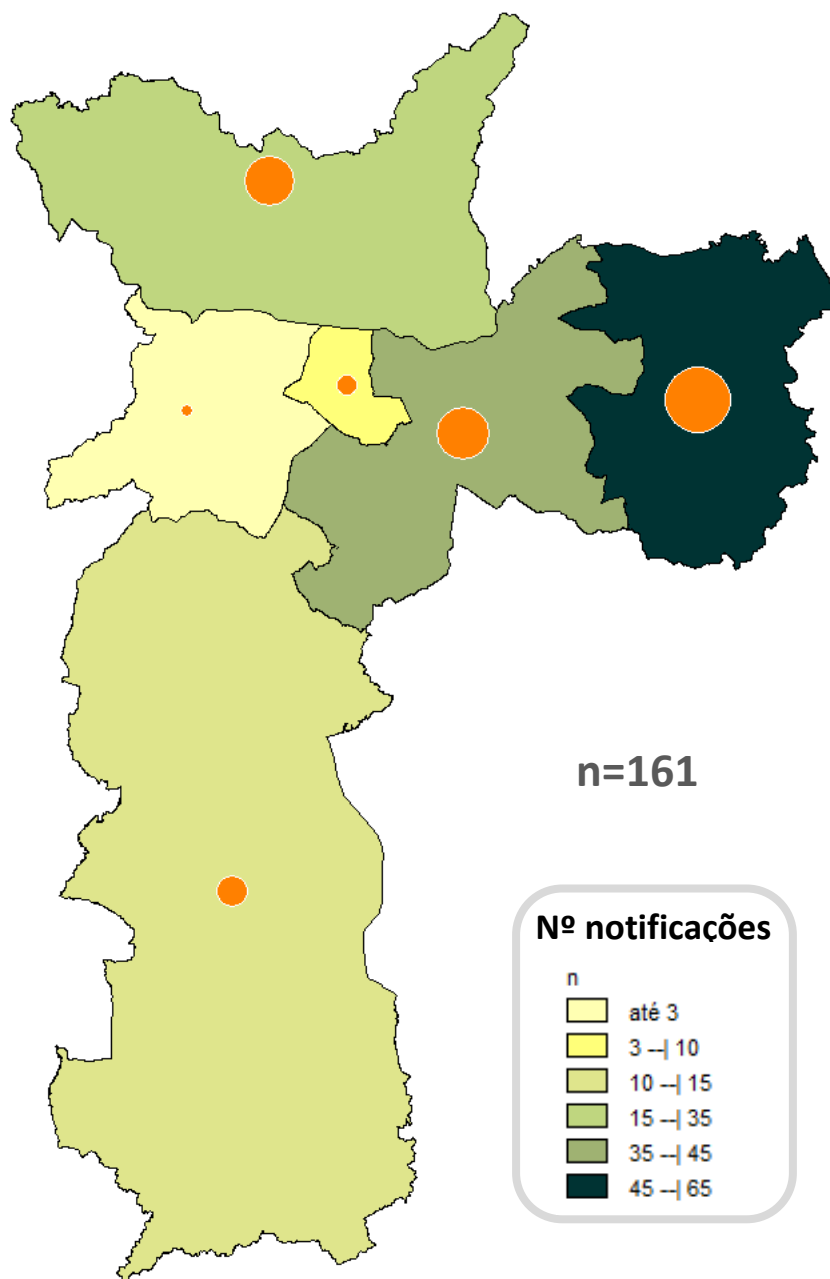 n=161
Nº notificações
n
até 3
3 --| 10
10 --| 15
15 --| 35
35 --| 45
45 --| 65